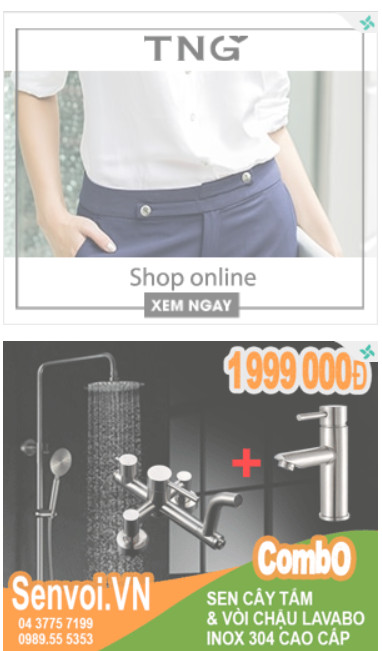 TNG
Shop online
XEM NGAY
1999 000Đ
CombO
Senvoi.VN
04 3775 7199
0989.55 5353
SEN CÂY TẮM
& VÒI CHẬU LAVABO
INOX 304 CAO CẤP